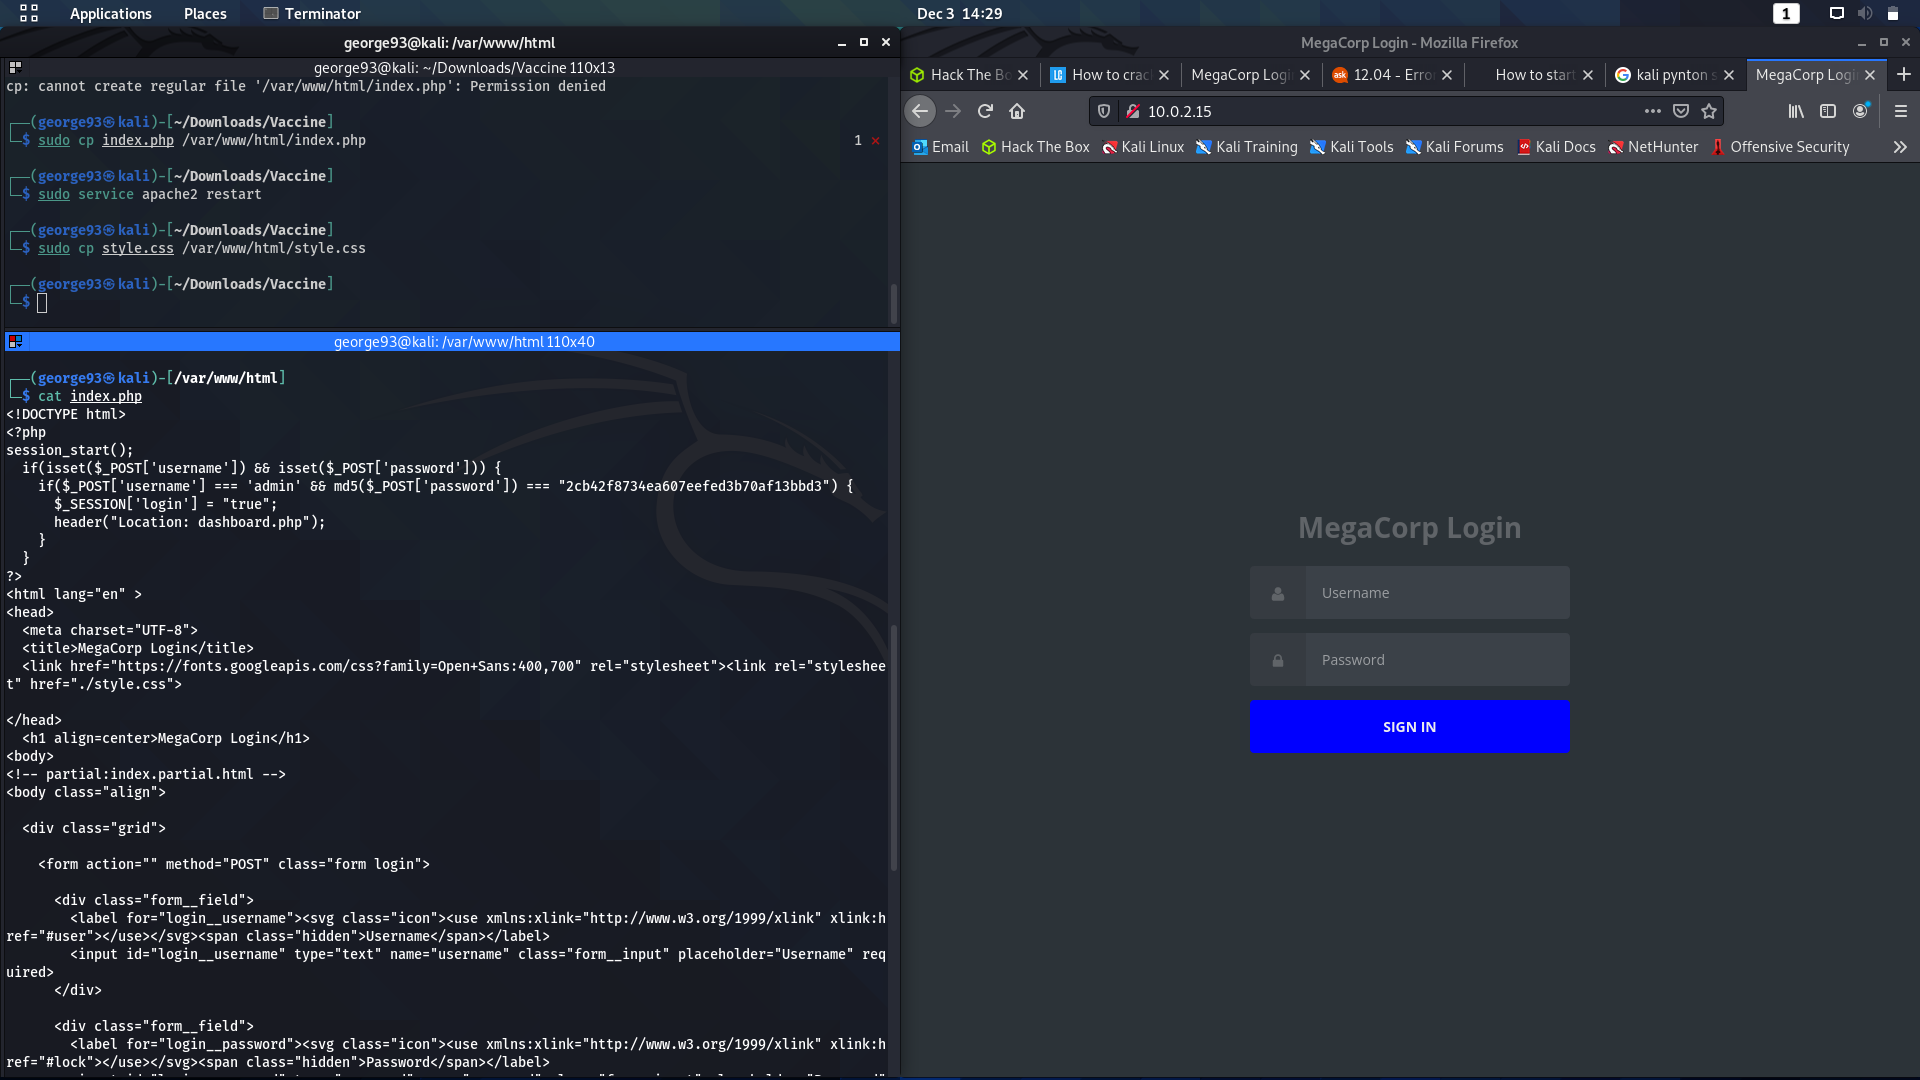 Applications Places Terminator Dec 3 14:29 1
george93@kali: /var/www/html
george93@kali: ~/Downloads/Vaccine 110x13
cp: cannot create regular file '/var/www/html/index.php': Permission denied
(george93㉿kali)-[~/Downloads/Vaccine]
$ sudo cp index.php /var/www/html/index.php 1 ⨯
(george93㉿kali)-[~/Downloads/Vaccine]
$ sudo service apache2 restart
(george93㉿kali)-[~/Downloads/Vaccine]
$ sudo cp style.css /var/www/html/style.css
(george93㉿kali)-[~/Downloads/Vaccine]
$
george93@kali: /var/www/html 110x40
(george93㉿kali)-[/var/www/html]
$ cat index.php
<!DOCTYPE html>
<?php
session_start();
  if(isset($_POST['username']) && isset($_POST['password'])) {
    if($_POST['username'] === 'admin' && md5($_POST['password']) === "2cb42f8734ea607eefed3b70af13bbd3") {
      $_SESSION['login'] = "true";
      header("Location: dashboard.php");
    }
  }
?>
<html lang="en" >
<head>
  <meta charset="UTF-8">
  <title>MegaCorp Login</title>
  <link href="https://fonts.googleapis.com/css?family=Open+Sans:400,700" rel="stylesheet"><link rel="styleshee
t" href="./style.css">
</head>
  <h1 align=center>MegaCorp Login</h1>
<body>
<!-- partial:index.partial.html -->
<body class="align">
  <div class="grid">
    <form action="" method="POST" class="form login">
      <div class="form__field">
        <label for="login__username"><svg class="icon"><use xmlns:xlink="http://www.w3.org/1999/xlink" xlink:h
ref="#user"></use></svg><span class="hidden">Username</span></label>
        <input id="login__username" type="text" name="username" class="form__input" placeholder="Username" req
uired>
      </div>
      <div class="form__field">
        <label for="login__password"><svg class="icon"><use xmlns:xlink="http://www.w3.org/1999/xlink" xlink:h
ref="#lock"></use></svg><span class="hidden">Password</span></label>
MegaCorp Login - Mozilla Firefox
Hack The Bo How to crac MegaCorp Logi 12.04 - Error How to start kali pynton s MegaCorp Logi
10.0.2.15
Email Hack The Box Kali Linux Kali Training Kali Tools Kali Forums Kali Docs NetHunter Offensive Security
MegaCorp Login
Username
Password
SIGN IN